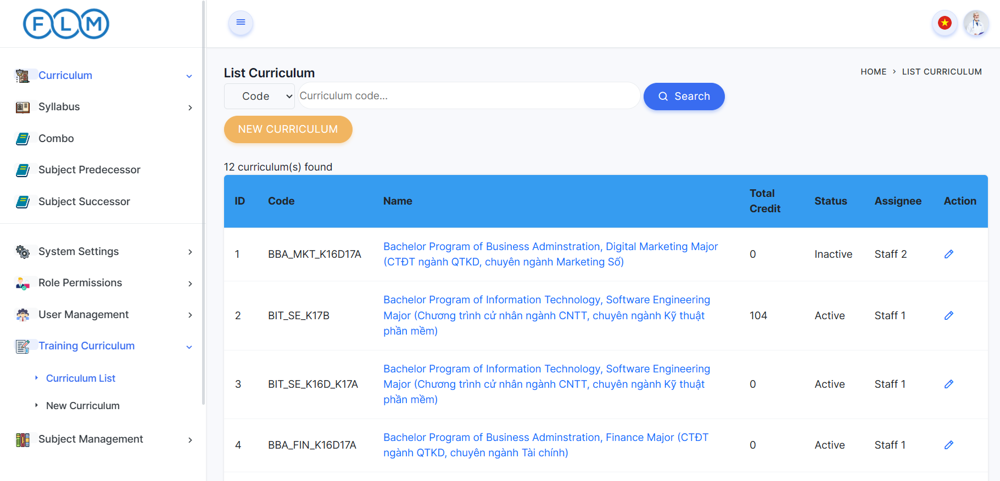 FLM
Curriculum
Syllabus
Combo
Subject Predecessor
Subject Successor
System Settings
Role Permissions
User Management
Training Curriculum
Curriculum List
New Curriculum
Subject Management
List Curriculum
HOME > LIST CURRICULUM
Code
Curriculum code...
Search
NEW CURRICULUM
12 curriculum(s) found
ID Code Name Total Credit Status Assignee Action
1 BBA_MKT_K16D17A Bachelor Program of Business Adminstration, Digital Marketing Major
(CTĐT ngành QTKD, chuyên ngành Marketing Số) 0 Inactive Staff 2
Bachelor Program of Information Technology, Software Engineering
2 BIT_SE_K17B Major (Chương trình cử nhân ngành CNTT, chuyên ngành Kỹ thuật 104 Active Staff 1
phần mềm)
Bachelor Program of Information Technology, Software Engineering
3 BIT_SE_K16D_K17A Major (Chương trình cử nhân ngành CNTT, chuyên ngành Kỹ thuật 0 Active Staff 1
phần mềm)
4 BBA_FIN_K16D17A Bachelor Program of Business Adminstration, Finance Major (CTĐT
ngành QTKD, chuyên ngành Tài chính) 0 Active Staff 1